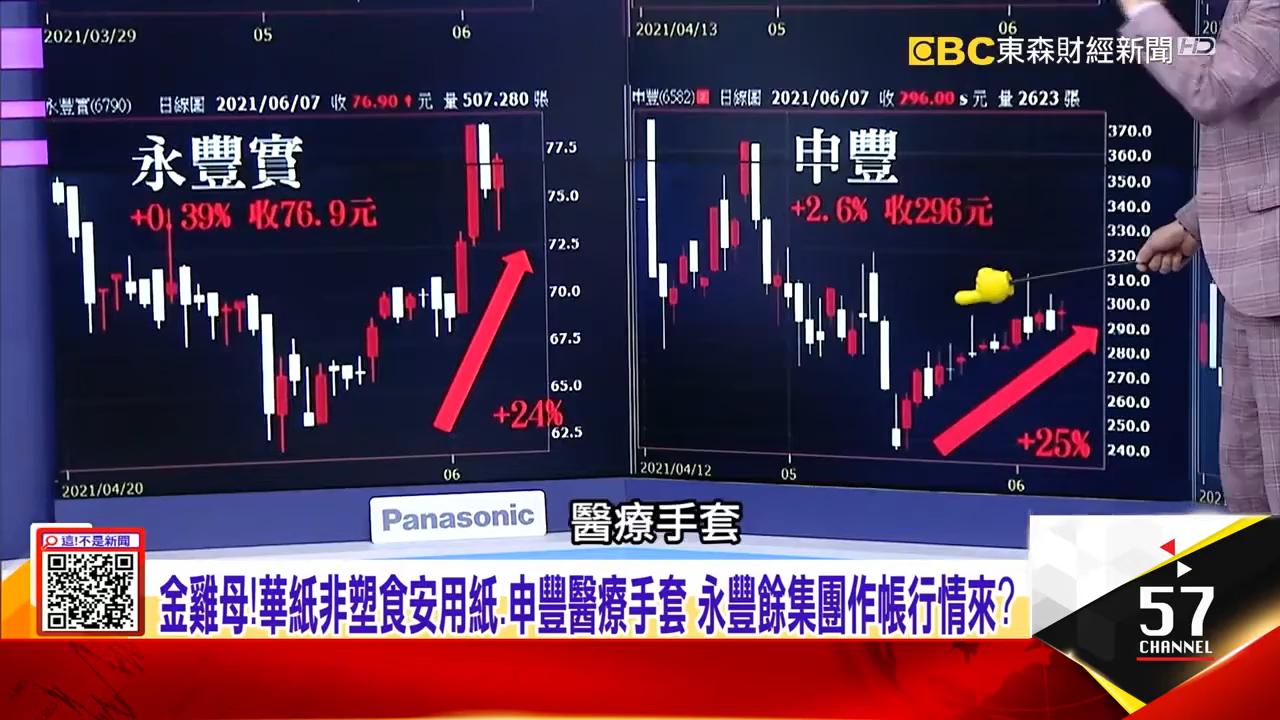 2021/03/29 05 06
2021/04/13 05 06
EBC東森財經新聞HD
永豐實(6790) 日線圖 2021/06/07 收 76.90↑元 量 507.280 張
永豐實
+0.39% 收76.9元
77.5
75.0
72.5
70.0
67.5
65.0
62.5
+24%
2021/04/20 06
申豐(6582) 日線圖 2021/06/07 收 296.00 s元 量 2623 張
申豐
+2.6% 收296元
370.0
360.0
350.0
340.0
330.0
320.0
310.0
300.0
290.0
280.0
270.0
260.0
250.0
240.0
+25%
2021/04/12 05 06
Panasonic
醫療手套
這!不是新聞
金雞母!華紙非塑食安用紙.申豐醫療手套 永豐餘集團作帳行情來?
57
CHANNEL